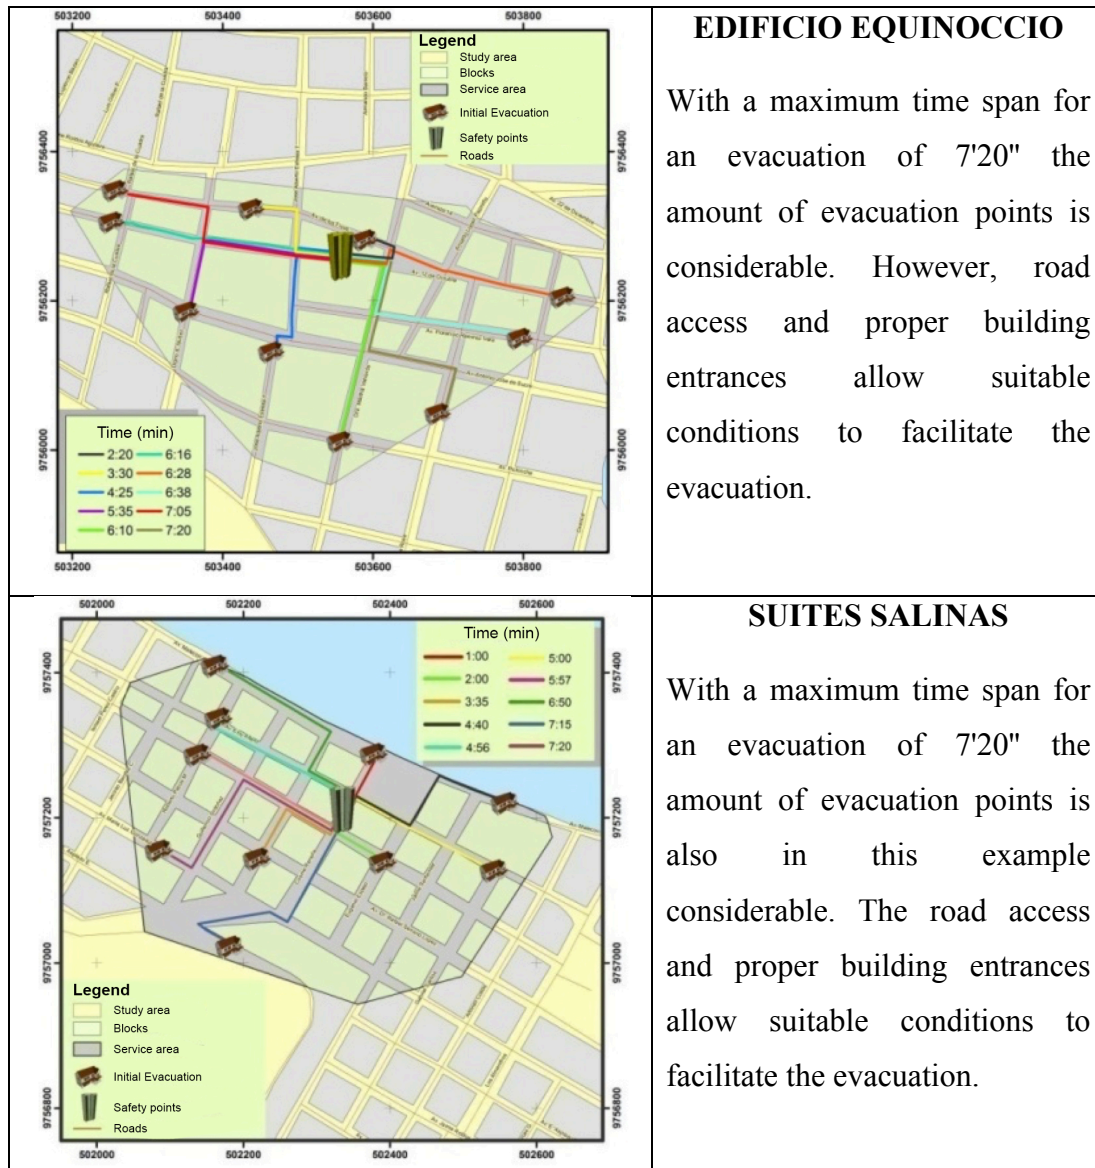 503200 503400 503600 503800
Legend
Study area
Blocks
Service area
Initial Evacuation
Safety points
Roads
9756400 9756400
9756200 9756200
9756000 9756000
Time (min)
2:20 6:16
3:30 6:28
4:25 6:38
5:35 7:05
6:10 7:20
503200 503400 503600 503800
EDIFICIO EQUINOCCIO
With a maximum time span for
an evacuation of 7'20" the
amount of evacuation points is
considerable. However, road
access and proper building
entrances allow suitable
conditions to facilitate the
evacuation.
502000 502200 502400 502600
Time (min)
1:00 5:00
2:00 5:57
3:35 6:50
4:40 7:15
4:56 7:20
9757400 9757400
9757200 9757200
9757000 9757000
9756800 9756800
Legend
Study area
Blocks
Service area
Initial Evacuation
Safety points
Roads
502000 502200 502400 502600
SUITES SALINAS
With a maximum time span for
an evacuation of 7'20" the
amount of evacuation points is
also in this example
considerable. The road access
and proper building entrances
allow suitable conditions to
facilitate the evacuation.